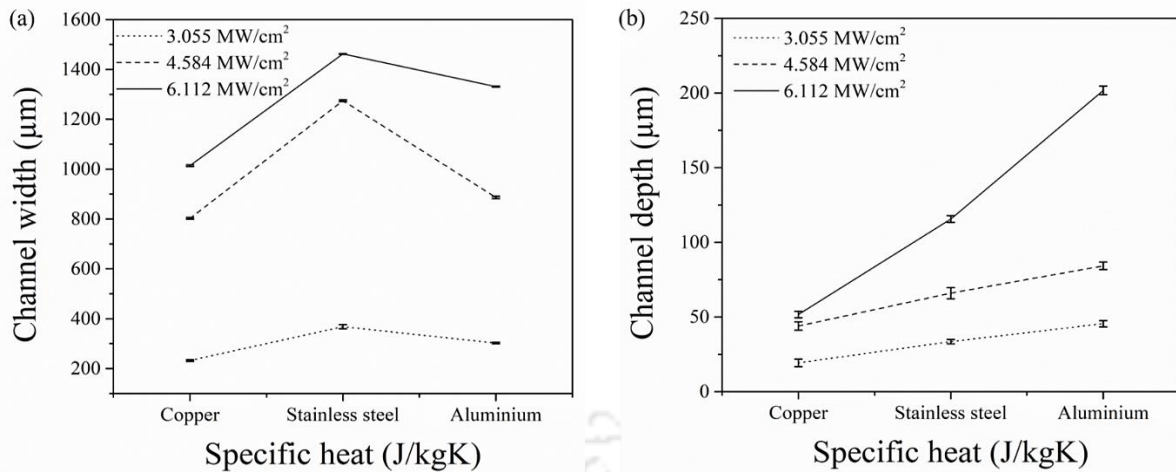 (a)
1600
1400
1200
1000
800
600
400
200
Channel width (µm)
3.055 MW/cm²
4.584 MW/cm²
6.112 MW/cm²
Copper
Stainless steel
Aluminium
Specific heat (J/kgK)
(b)
250
200
150
100
50
0
Channel depth (µm)
3.055 MW/cm²
4.584 MW/cm²
6.112 MW/cm²
Copper
Stainless steel
Aluminium
Specific heat (J/kgK)